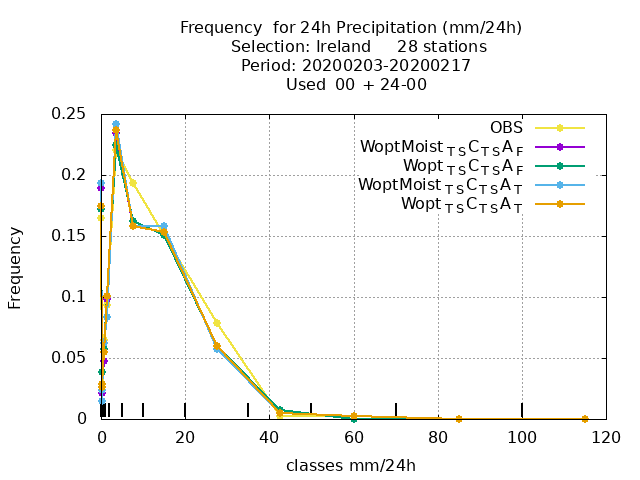 Frequency for 24h Precipitation (mm/24h)
Selection: Ireland 28 stations
Period: 20200203-20200217
Used 00 + 24-00
0.25
0.2
0.15
0.1
0.05
0
Frequency
OBS
WoptMoist TS C TS A F
Wopt TS C TS A F
WoptMoist TS C TS A T
Wopt TS C TS A T
0 20 40 60 80 100 120
classes mm/24h